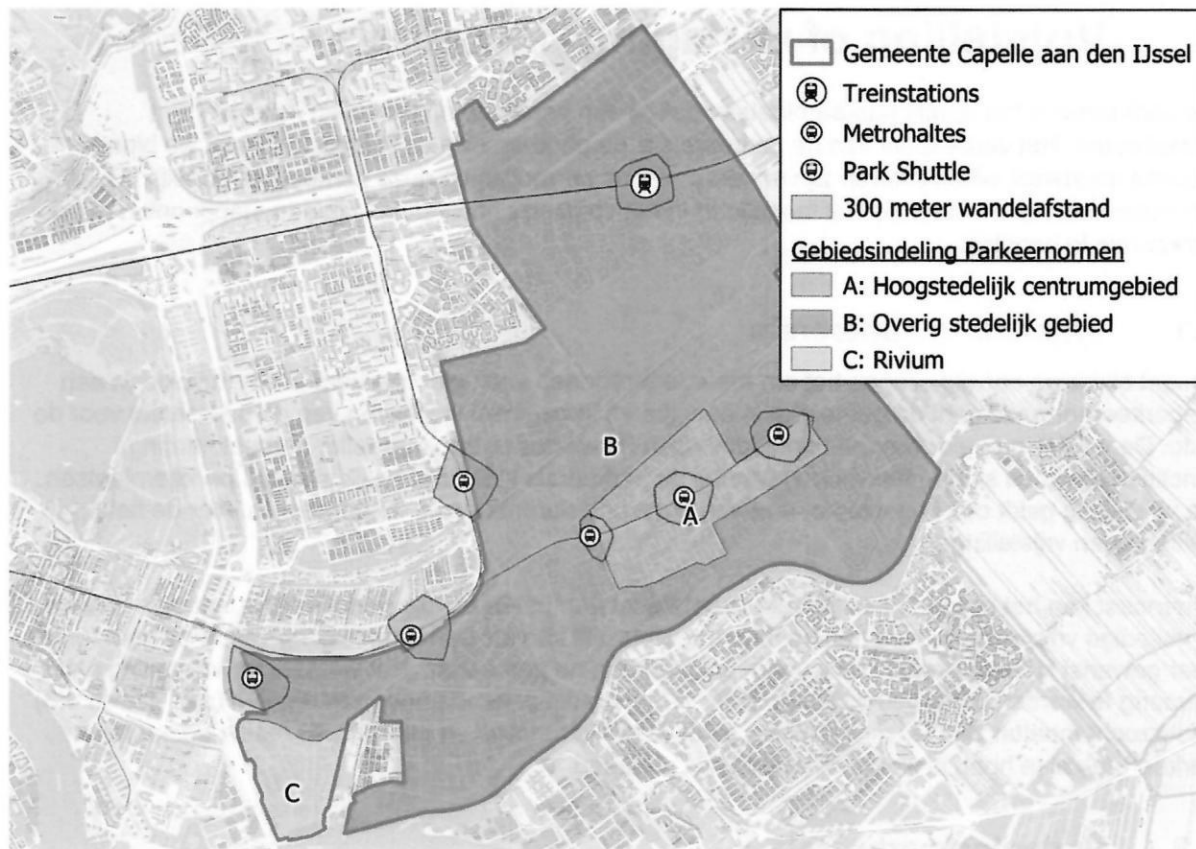 Gemeente Capelle aan den IJssel
Treinstations
Metrohaltes
Park Shuttle
300 meter wandelafstand
Gebiedsindeling Parkeernormen
A: Hoogstedelijk centrumgebied
B: Overig stedelijk gebied
C: Rivium
B
A
C